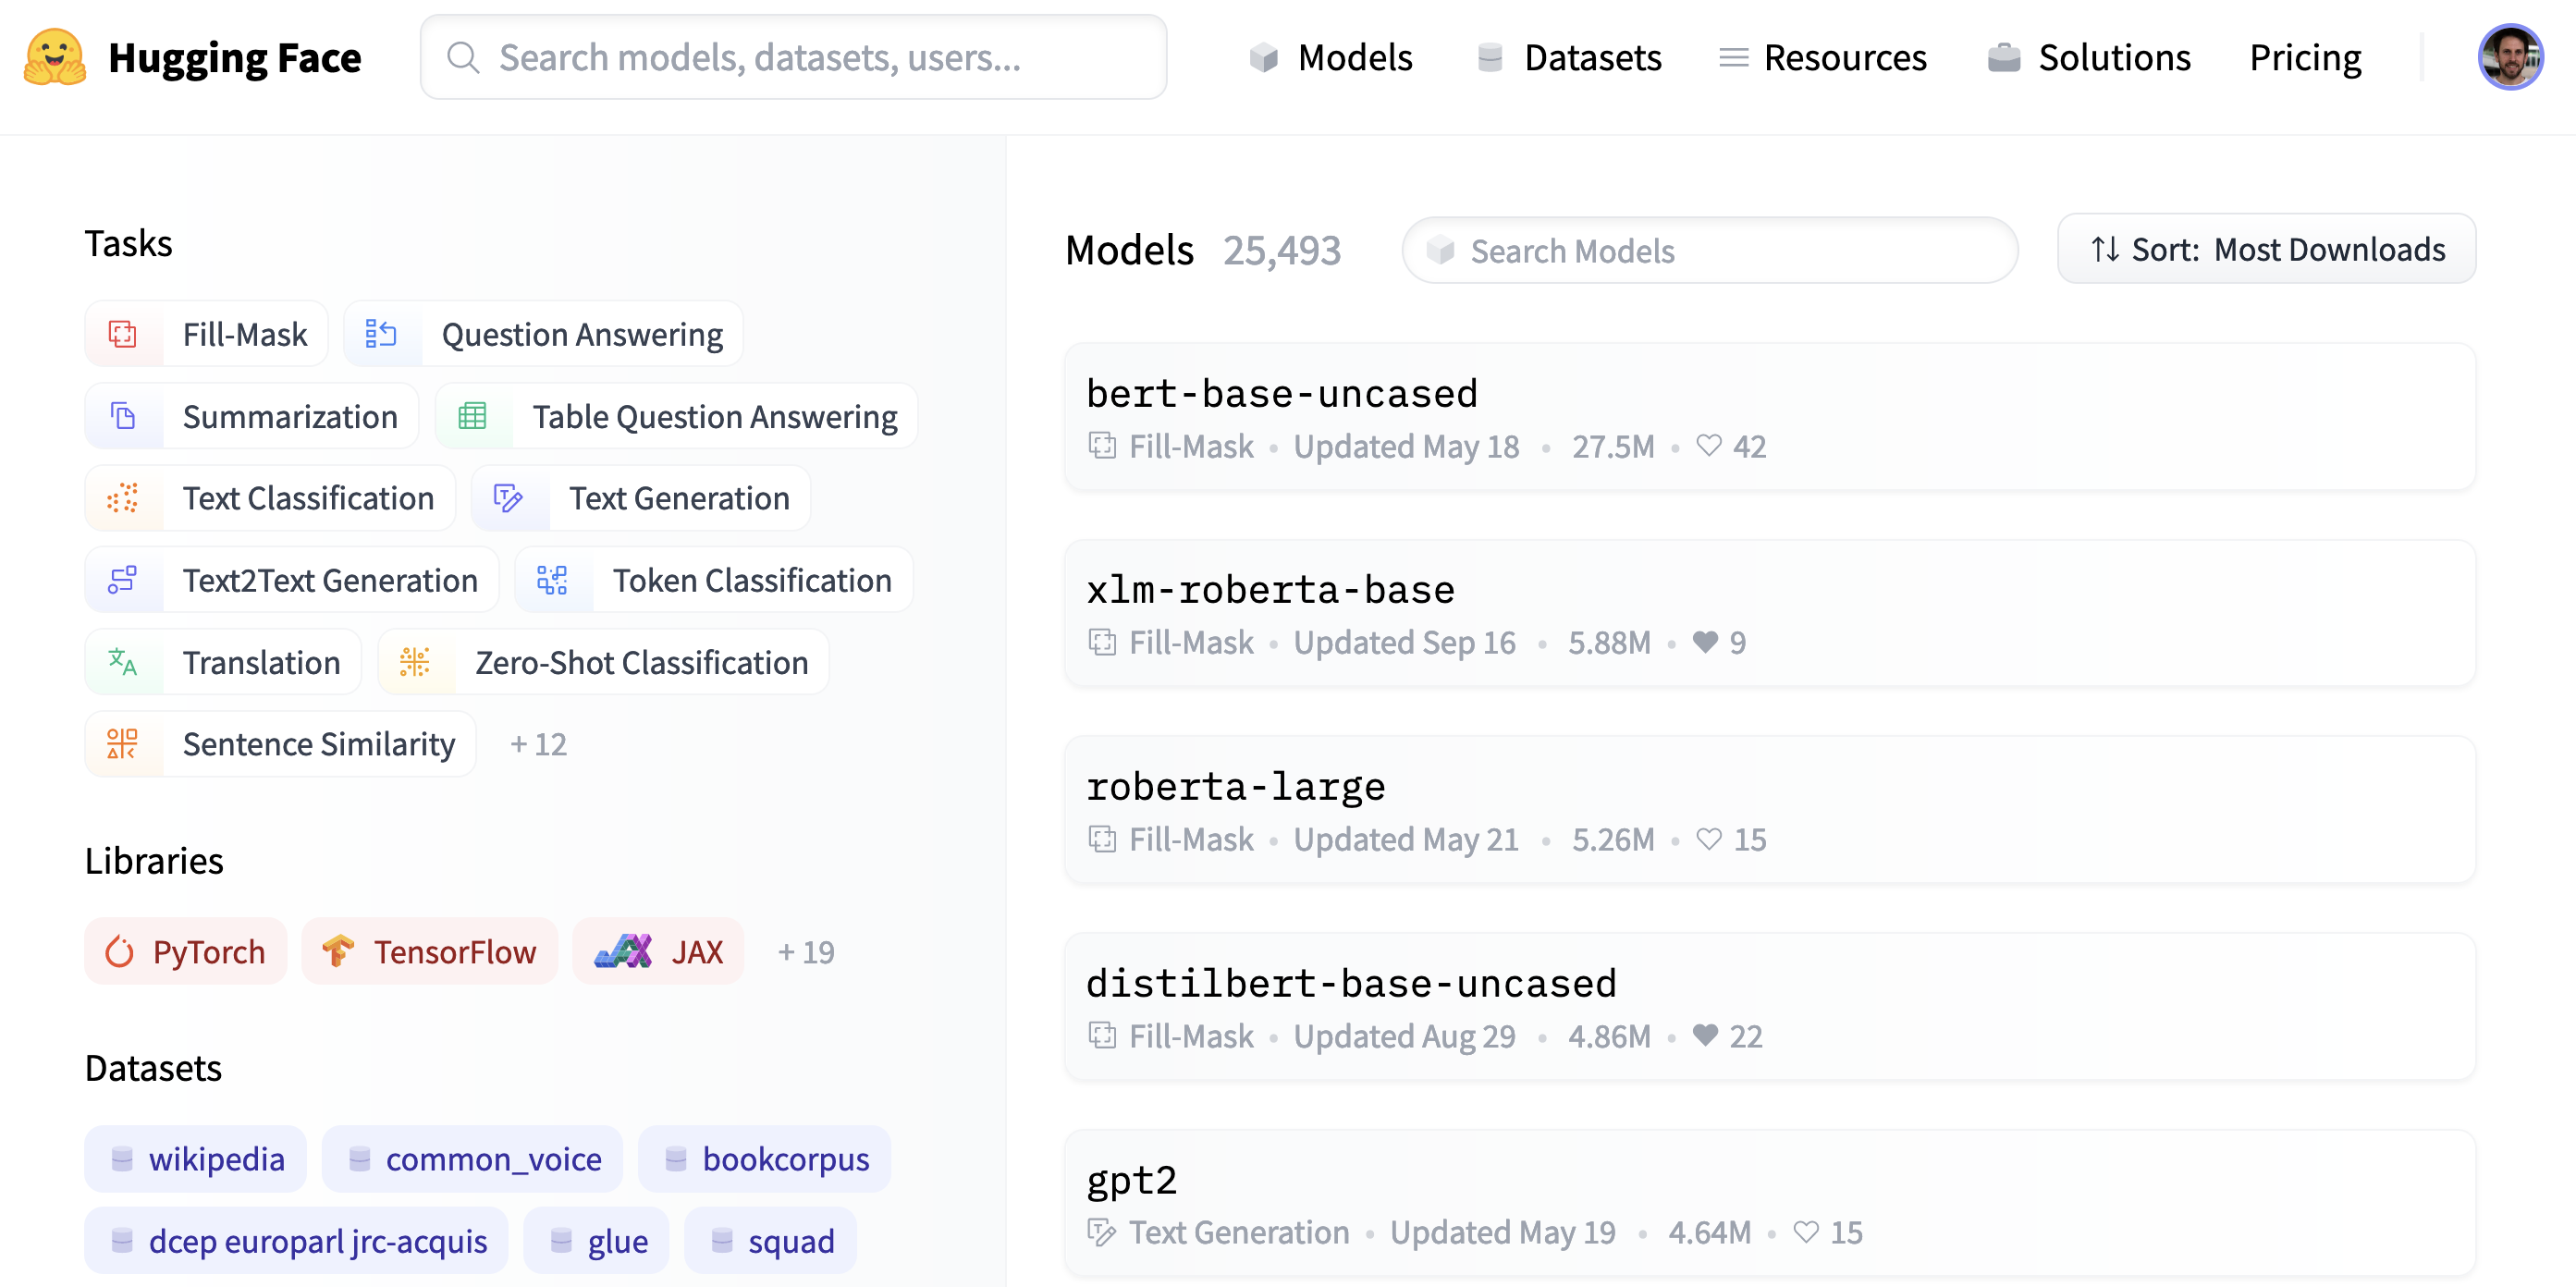 Hugging Face
Search models, datasets, users...
Models
Datasets
Resources
Solutions
Pricing
Tasks
Fill-Mask
Question Answering
Summarization
Table Question Answering
Text Classification
Text Generation
Text2Text Generation
Token Classification
Translation
Zero-Shot Classification
Sentence Similarity
+ 12
Libraries
PyTorch
TensorFlow
JAX
+ 19
Datasets
wikipedia
common_voice
bookcorpus
dcep europarl jrc-acquis
glue
squad
Models 25,493
Search Models
Sort: Most Downloads
bert-base-uncased
Fill-Mask • Updated May 18 • 27.5M • 42
xlm-roberta-base
Fill-Mask • Updated Sep 16 • 5.88M • 9
roberta-large
Fill-Mask • Updated May 21 • 5.26M • 15
distilbert-base-uncased
Fill-Mask • Updated Aug 29 • 4.86M • 22
gpt2
Text Generation • Updated May 19 • 4.64M • 15